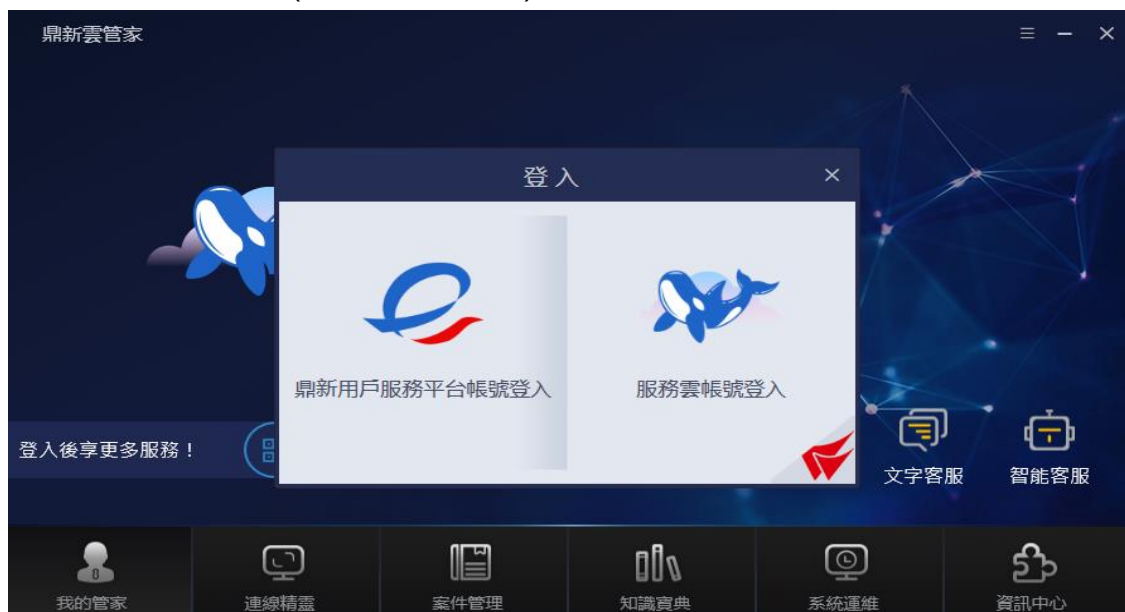 鼎新雲管家
登入
鼎新用戶服務平台帳號登入
服務雲帳號登入
登入後享更多服務！
文字客服
智能客服
我的管家
連線精靈
案件管理
知識寶典
系統運維
資訊中心